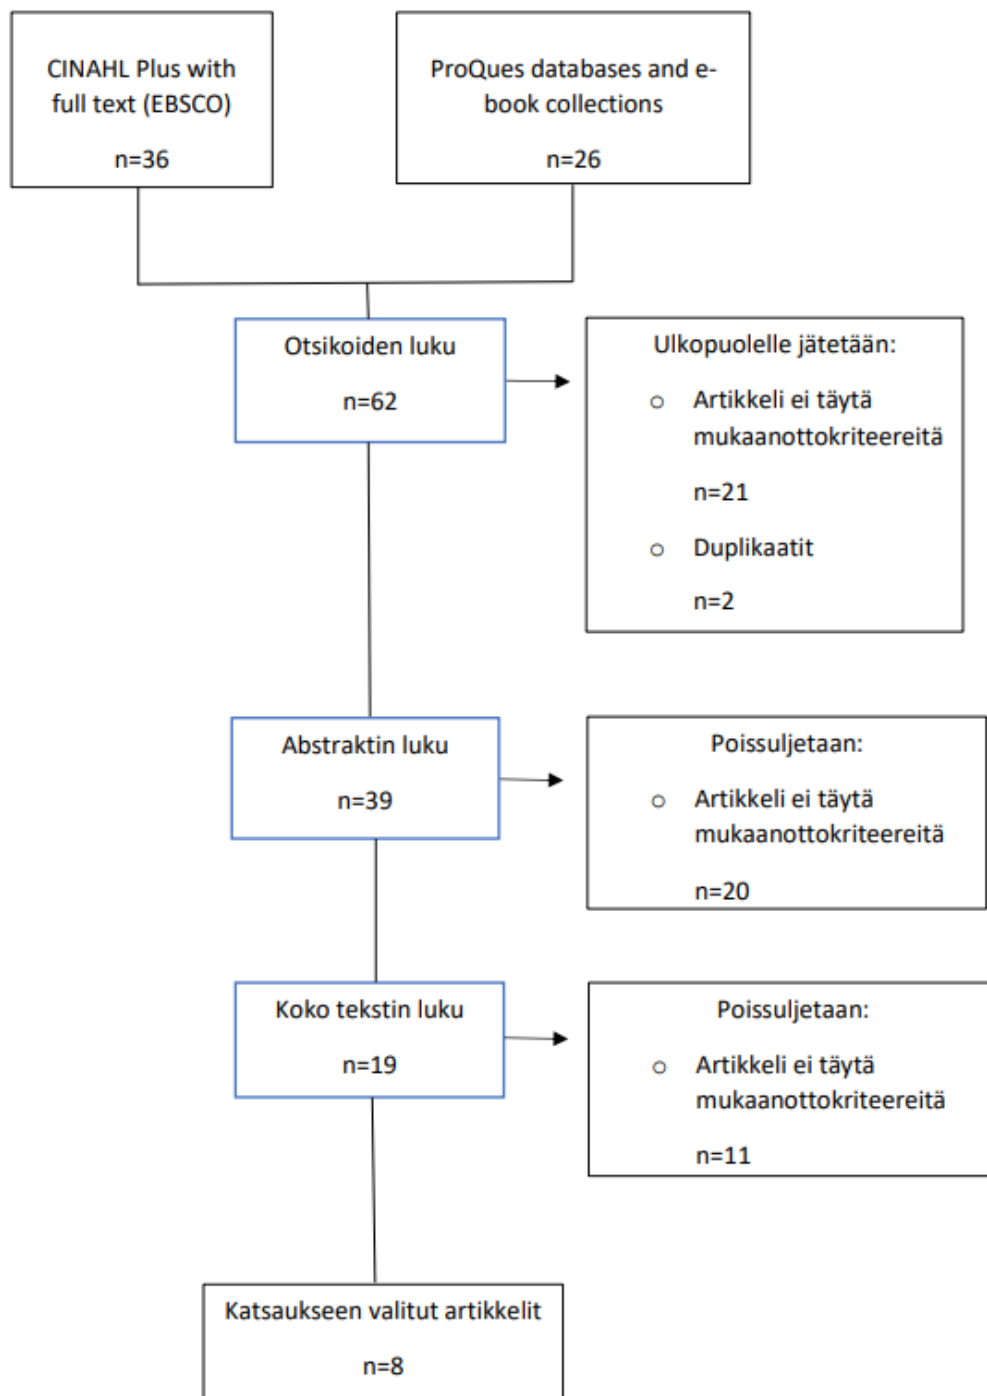 CINAHL Plus with
full text (EBSCO)
n=36
ProQues databases and e-
book collections
n=26
Otsikoiden luku
n=62
Ulkopuolelle jätetään:
o Artikkeli ei täytä
mukaanottokriteereitä
n=21
o Duplikaatit
n=2
Abstraktin luku
n=39
Poissuljetaan:
o Artikkeli ei täytä
mukaanottokriteereitä
n=20
Koko tekstin luku
n=19
Poissuljetaan:
o Artikkeli ei täytä
mukaanottokriteereitä
n=11
Katsaukseen valitut artikkelit
n=8